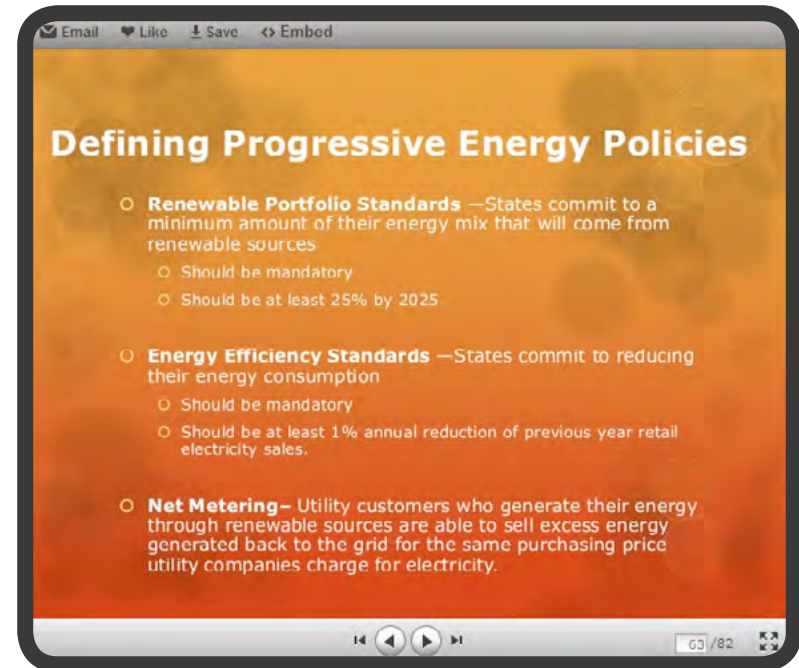 Email Like Save <> Embed
Defining Progressive Energy Policies
Renewable Portfolio Standards —States commit to a
minimum amount of their energy mix that will come from
renewable sources
Should be mandatory
Should be at least 25% by 2025
Energy Efficiency Standards —States commit to reducing
their energy consumption
Should be mandatory
Should be at least 1% annual reduction of previous year retail
electricity sales.
Net Metering– Utility customers who generate their energy
through renewable sources are able to sell excess energy
generated back to the grid for the same purchasing price
utility companies charge for electricity.
63 /82